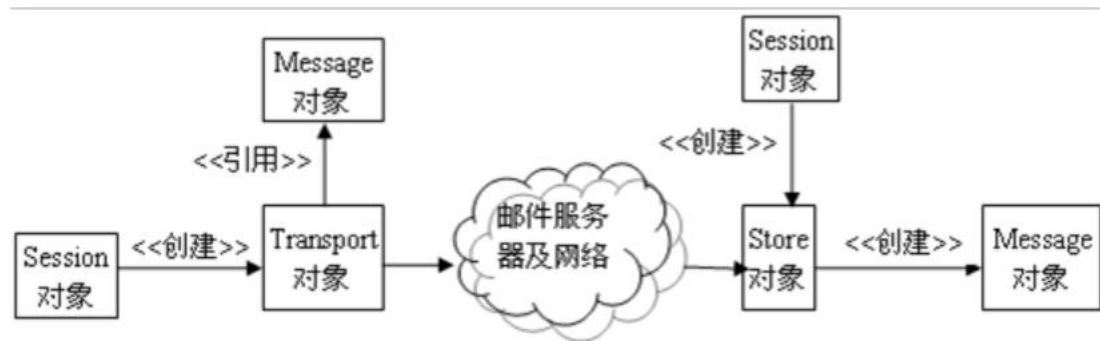 Message
对象
<<引用>>
Session
对象
<<创建>>
Transport
对象
邮件服务
器及网络
Session
对象
<<创建>>
Store
对象
<<创建>>
Message
对象